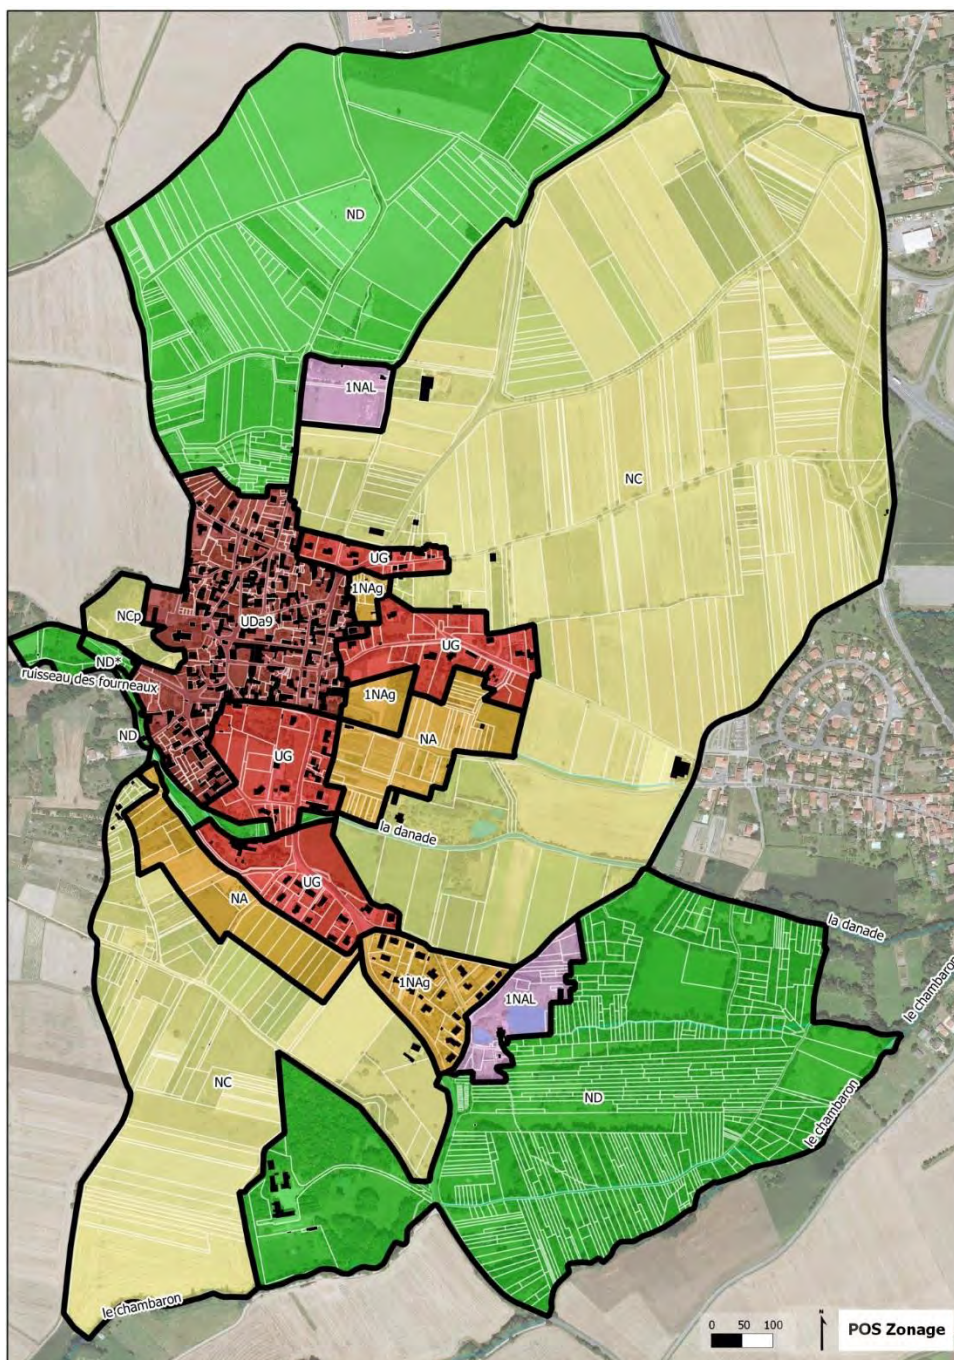 ND
1NAL
NC
UG
1NAg
NCp
UDa9
ND*
UG
ruisseau des fourneaux
1NAg
ND
NA
UG
la danade
UG
NA
la danade
1NAg
le chambaron
1NAL
NC
ND
le chambaron
le chambaron
0 50 100
N
POS Zonage